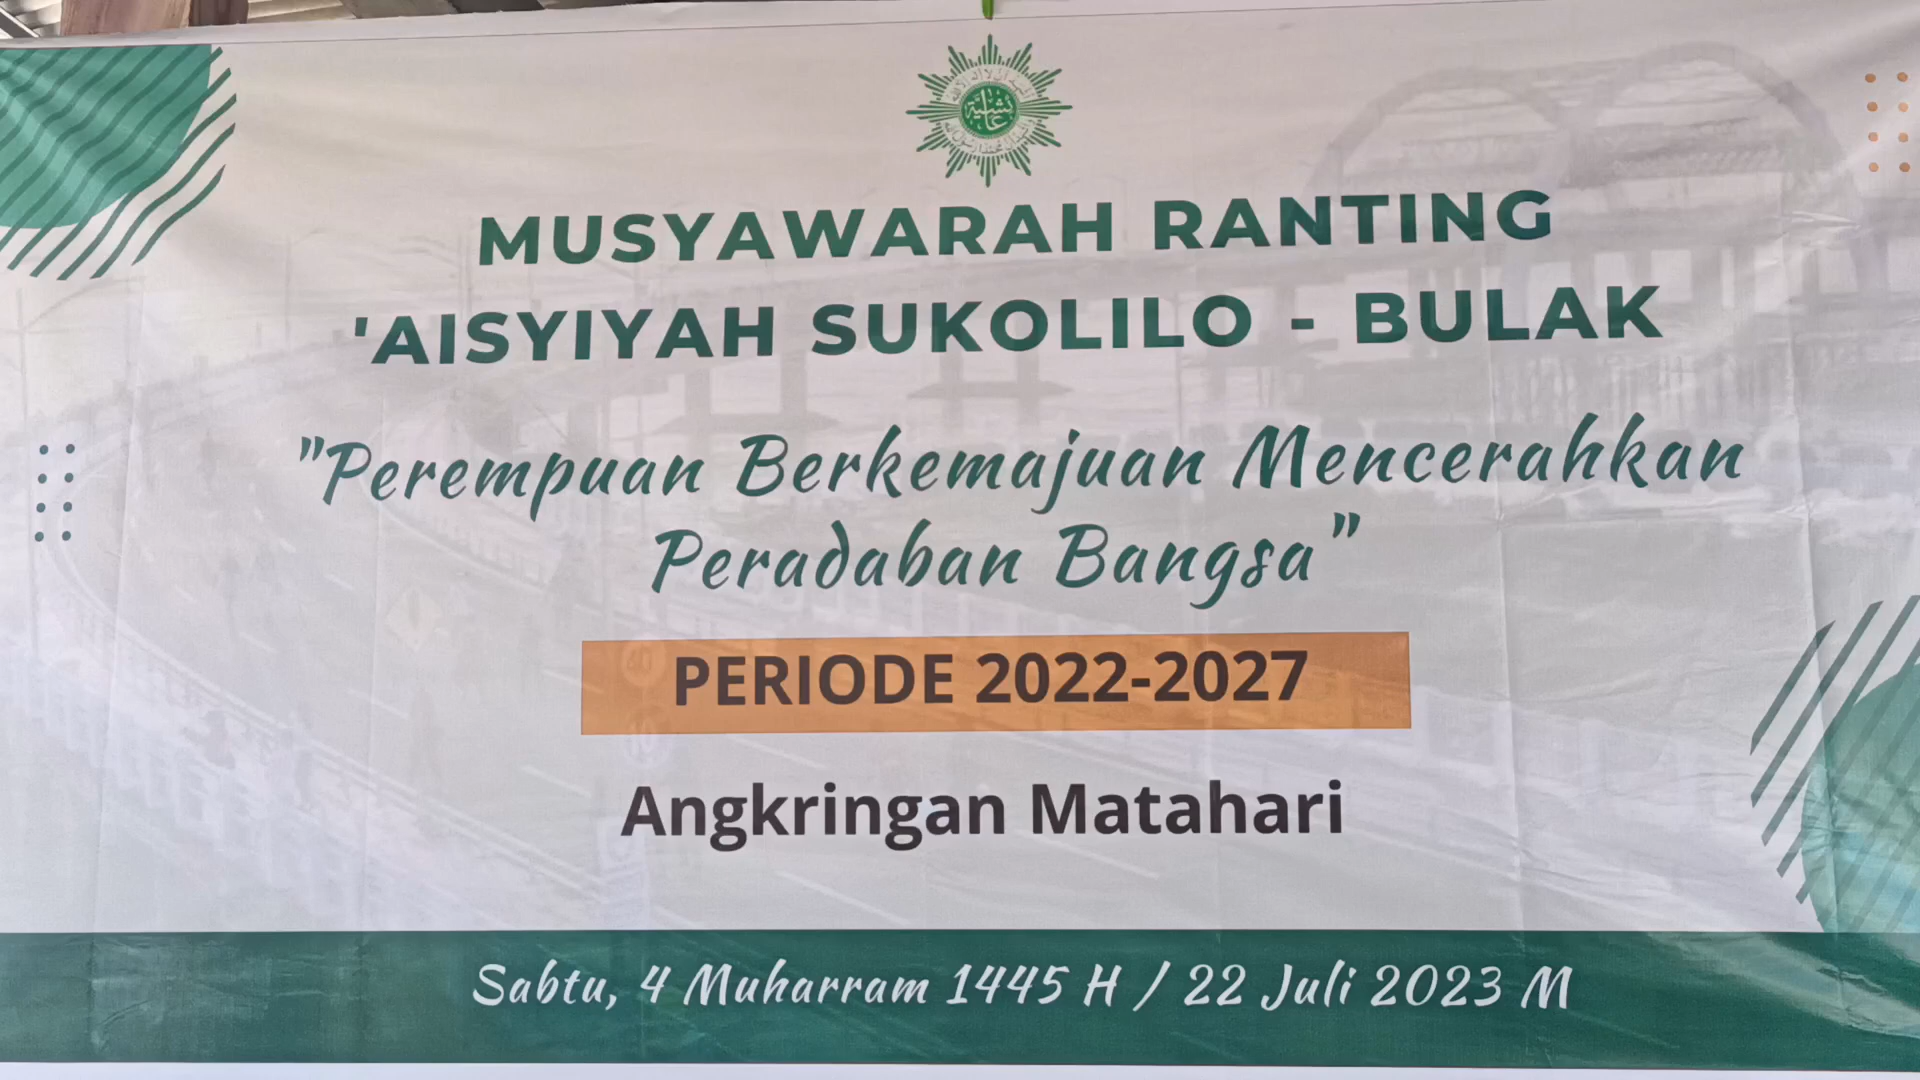 عائشية
MUSYAWARAH RANTING
'AISYIYAH SUKOLILO - BULAK
"Perempuan Berkemajuan Mencerahkan
Peradaban Bangsa"
PERIODE 2022-2027
Angkringan Matahari
Sabtu, 4 Muharram 1445 H / 22 Juli 2023 M